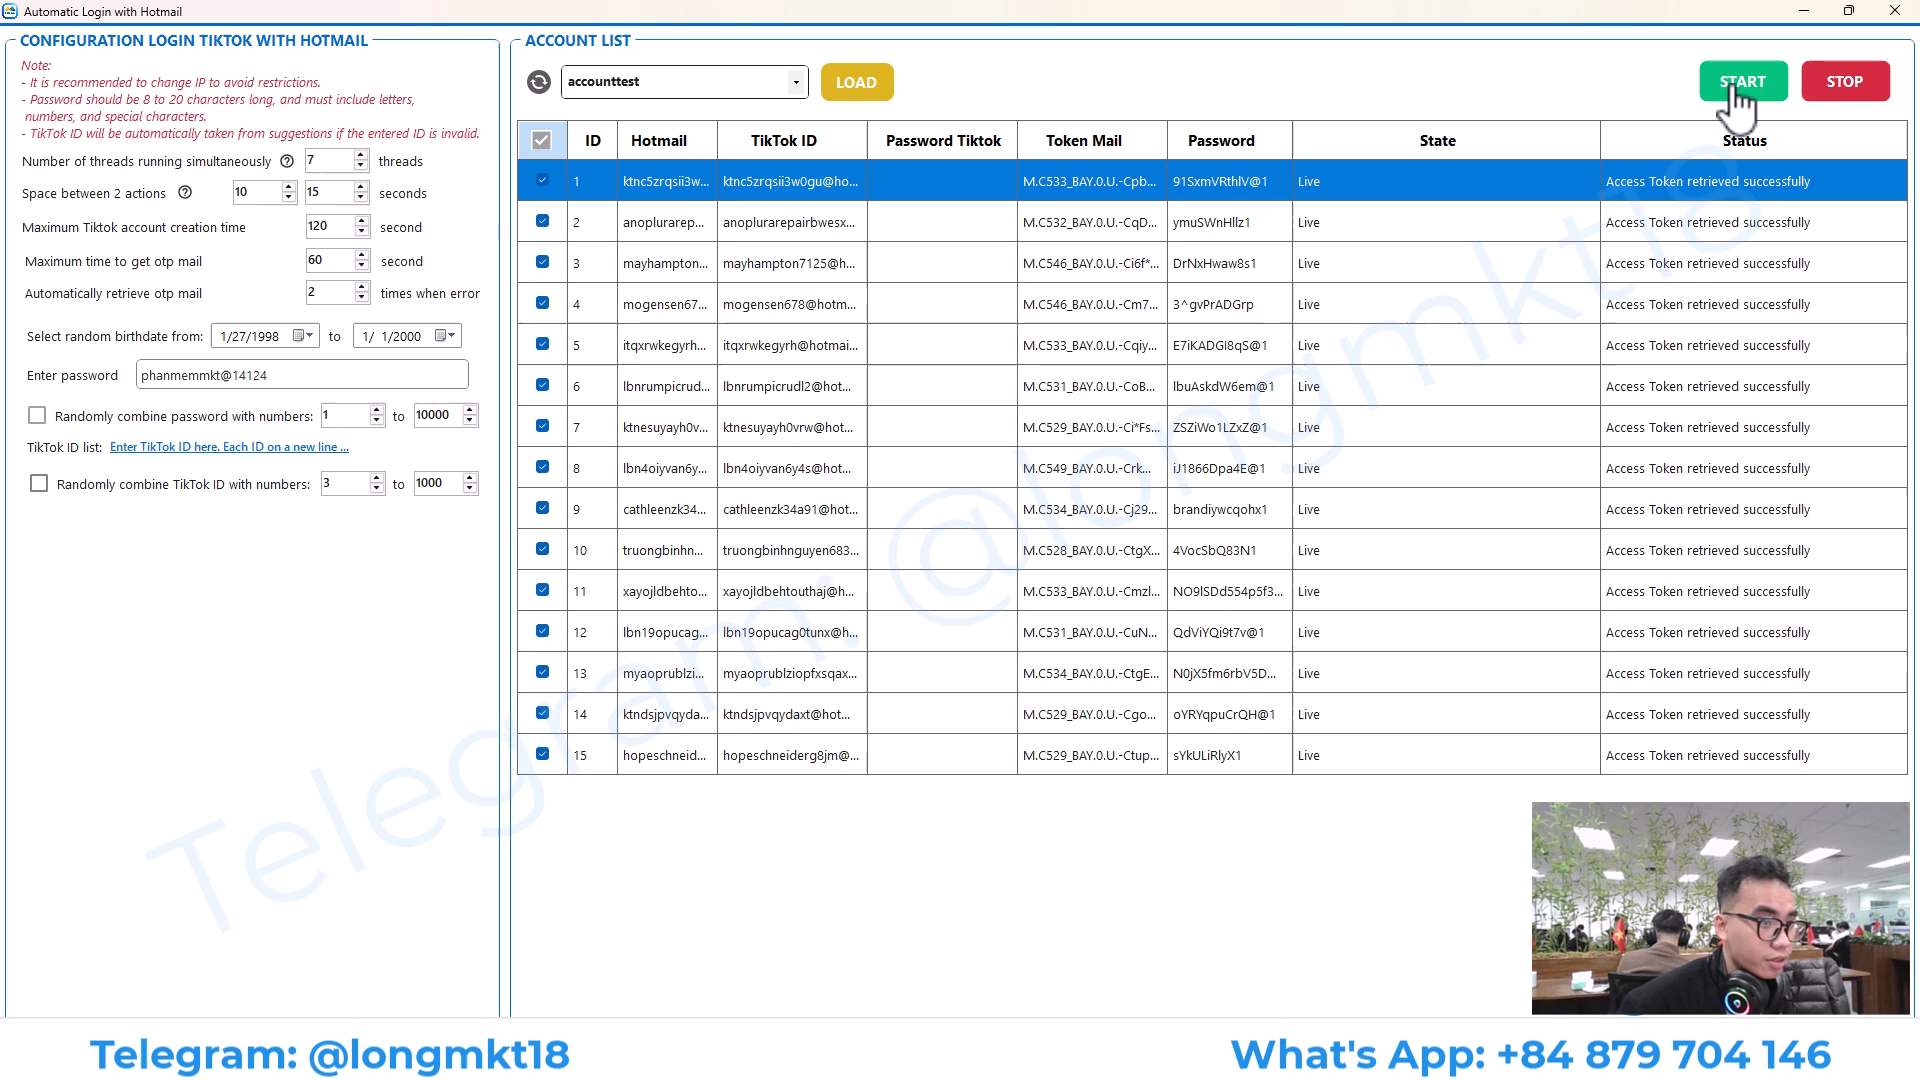 Automatic Login with Hotmail
CONFIGURATION LOGIN TIKTOK WITH HOTMAIL
Note:
- It is recommended to change IP to avoid restrictions.
- Password should be 8 to 20 characters long, and must include letters,
numbers, and special characters.
- TikTok ID will be automatically taken from suggestions if the entered ID is invalid.
Number of threads running simultaneously 7 threads
Space between 2 actions 10 15 seconds
Maximum Tiktok account creation time 120 second
Maximum time to get otp mail 60 second
Automatically retrieve otp mail 2 times when error
Select random birthdate from: 1/27/1998 to 1/ 1/2000
Enter password phanmemmkt@14124
Randomly combine password with numbers: 1 to 10000
TikTok ID list: Enter TikTok ID here. Each ID on a new line ...
Randomly combine TikTok ID with numbers: 3 to 1000
ACCOUNT LIST
accounttest LOAD START STOP
ID Hotmail TikTok ID Password Tiktok Token Mail Password State Status
1 ktnc5zrqsii3w... ktnc5zrqsii3w0gu@ho... M.C533_BAY.0.U.-Cpb... 91SxmVRthlV@1 Live Access Token retrieved successfully
2 anoplurarep... anoplurarepairbwesx... M.C532_BAY.0.U.-CqD... ymuSWnHllz1 Live Access Token retrieved successfully
3 mayhampton... mayhampton7125@h... M.C546_BAY.0.U.-Ci6f*... DrNxHwaw8s1 Live Access Token retrieved successfully
4 mogensen67... mogensen678@hotm... M.C546_BAY.0.U.-Cm7... 3^gvPrADGrp Live Access Token retrieved successfully
5 itqxrwkegyrh... itqxrwkegyrh@hotmai... M.C533_BAY.0.U.-Cqiy... E7iKADGI8qS@1 Live Access Token retrieved successfully
6 lbnrumpicrud... lbnrumpicrudl2@hot... M.C531_BAY.0.U.-CoB... lbuAskdW6em@1 Live Access Token retrieved successfully
7 ktnesuyayh0v... ktnesuyayh0vrw@hot... M.C529_BAY.0.U.-Ci*Fs... ZSZiWo1LZxZ@1 Live Access Token retrieved successfully
8 lbn4oiyvan6y... lbn4oiyvan6y4s@hot... M.C549_BAY.0.U.-Crk... iJ1866Dpa4E@1 Live Access Token retrieved successfully
9 cathleenzk34... cathleenzk34a91@hot... M.C534_BAY.0.U.-Cj29... brandiywcqohx1 Live Access Token retrieved successfully
10 truongbinhn... truongbinhnguyen683... M.C528_BAY.0.U.-CtgX... 4VocSbQ83N1 Live Access Token retrieved successfully
11 xayojldbehto... xayojldbehtouthaj@h... M.C533_BAY.0.U.-Cmzl... NO9lSDd554p5f3... Live Access Token retrieved successfully
12 lbn19opucag... lbn19opucag0tunx@h... M.C531_BAY.0.U.-CuN... QdViYQi9t7v@1 Live Access Token retrieved successfully
13 myaoprublzi... myaoprublziopfxsqax... M.C534_BAY.0.U.-CtgE... N0jX5fm6rbV5D... Live Access Token retrieved successfully
14 ktndsjpvqyda... ktndsjpvqydaxt@hot... M.C529_BAY.0.U.-Cgo... oYRYqpuCrQH@1 Live Access Token retrieved successfully
15 hopeschneid... hopeschneiderg8jm@... M.C529_BAY.0.U.-Ctup... sYkULiRlyX1 Live Access Token retrieved successfully
Telegram: @longmkt18
Telegram: @longmkt18
What's App: +84 879 704 146